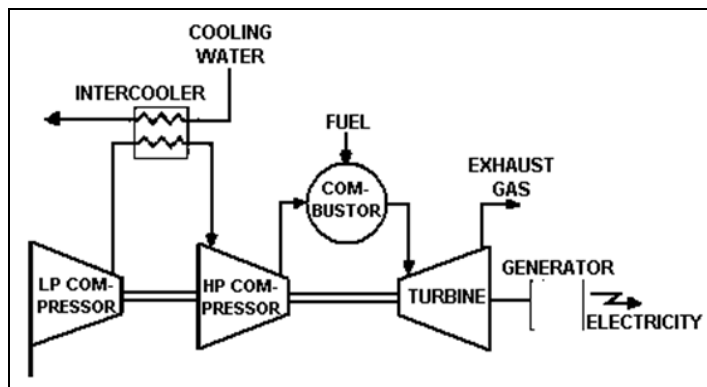 COOLING
WATER
INTERCOOLER
FUEL
EXHAUST
GAS
COM-
BUSTOR
LP COM-
PRESSOR
HP COM-
PRESSOR
TURBINE
GENERATOR
ELECTRICITY